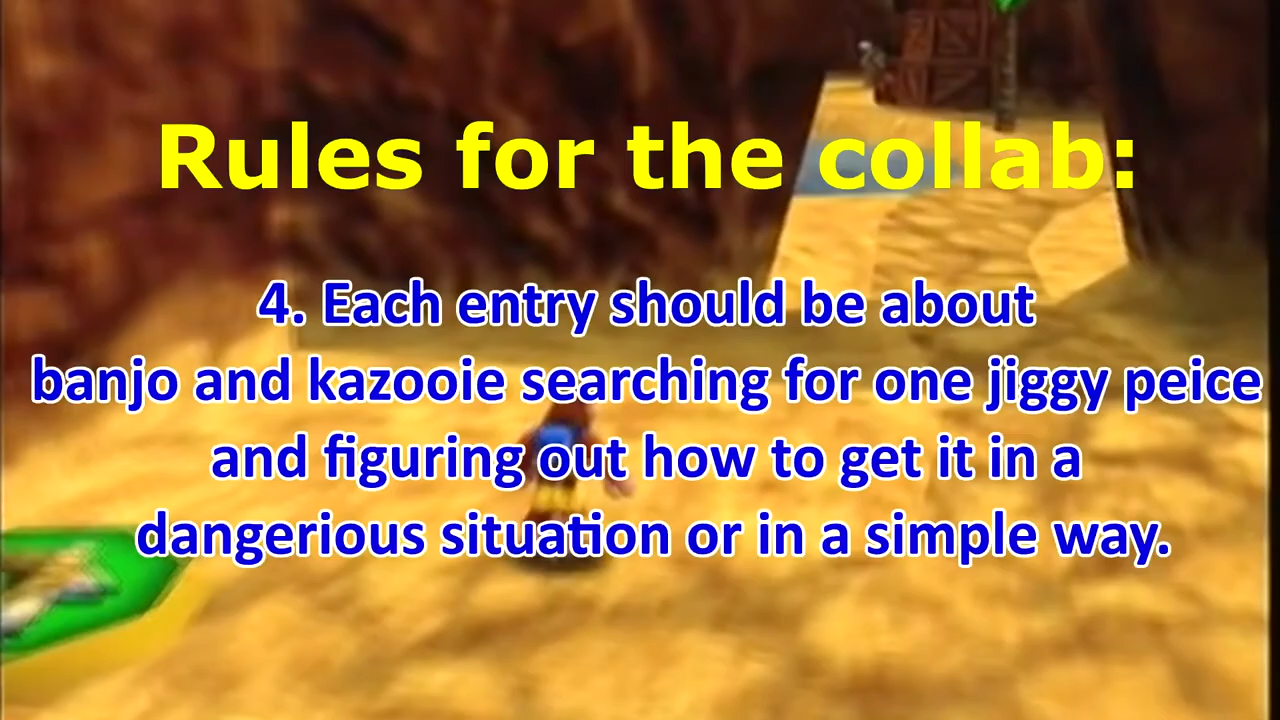 Rules for the collab:
4. Each entry should be about
banjo and kazooie searching for one jiggy peice
and figuring out how to get it in a
dangerious situation or in a simple way.